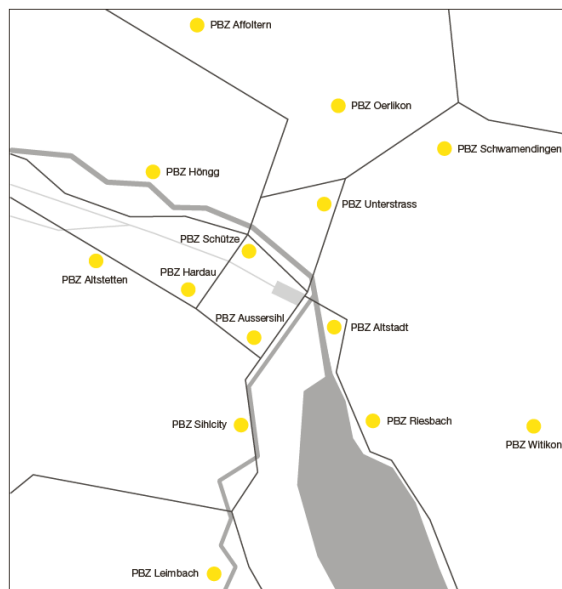 PBZ Affoltern
PBZ Oerlikon
PBZ Schwamendingen
PBZ Höngg
PBZ Unterstrass
PBZ Schütze
PBZ Hardau
PBZ Altstetten
PBZ Aussersihl
PBZ Altstadt
PBZ Sihlcity
PBZ Riesbach
PBZ Witikon
PBZ Leimbach